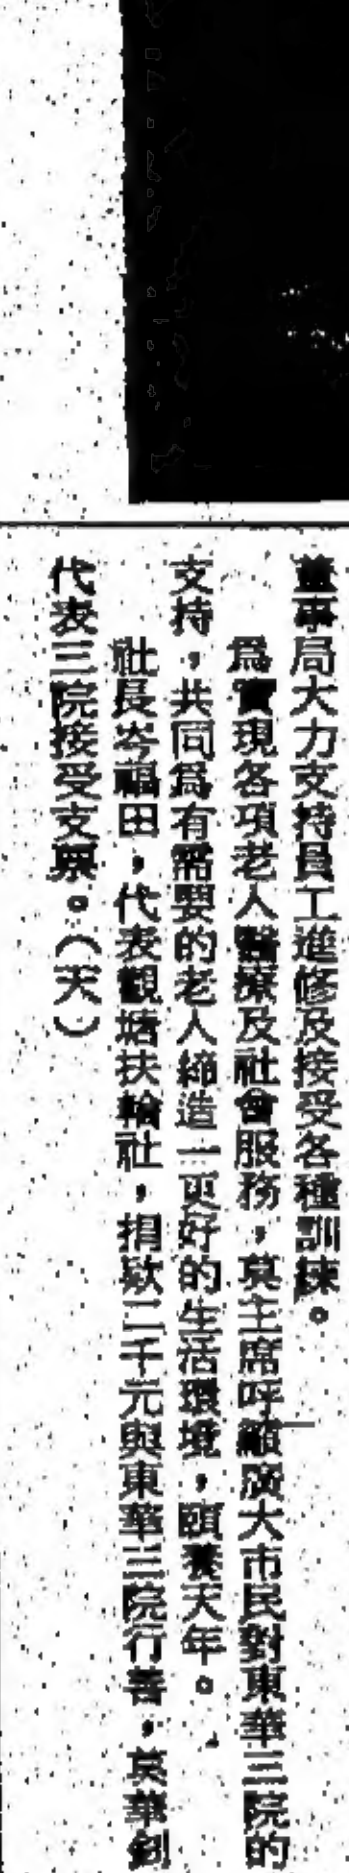 董事局大力支持員工進修及接受各種訓練。
爲實現各項老人醫療及社會服務，莫主席呼籲廣大市民對東華三院的
支持，共同爲有需要的老人締造一更好的生活環境，頤養天年。
社長岑福田，代表觀塘扶輪社，捐欵二千元與東華三院行善，莫華釗
代表三院接受支票。（天）